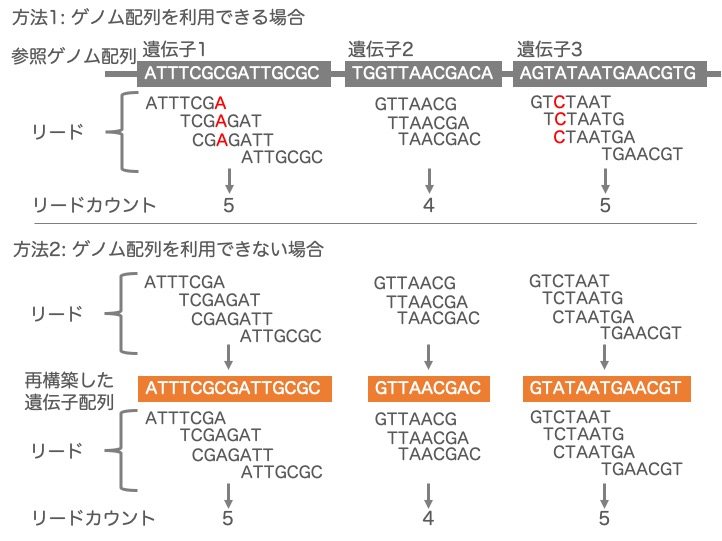 方法1: ゲノム配列を利用できる場合
遺伝子1 遺伝子2 遺伝子3
参照ゲノム配列 ATTTCGCGATTGCGC TGGTTAACGACA AGTATAATGAACGTG
ATTTCGA GTTAACG GTCTAAT
リード TCGAGAT TTAACGA TCTAATG
CGAGATT TAACGAC CTAATGA
ATTGCGC TGAACGT
リードカウント 5 4 5
方法2: ゲノム配列を利用できない場合
ATTTCGA GTTAACG GTCTAAT
リード TCGAGAT TTAACGA TCTAATG
CGAGATT TAACGAC CTAATGA
ATTGCGC TGAACGT
再構築した
遺伝子配列 ATTTCGCGATTGCGC GTTAACGAC GTATAATGAACGT
ATTTCGA GTTAACG GTCTAAT
リード TCGAGAT TTAACGA TCTAATG
CGAGATT TAACGAC CTAATGA
ATTGCGC TGAACGT
リードカウント 5 4 5